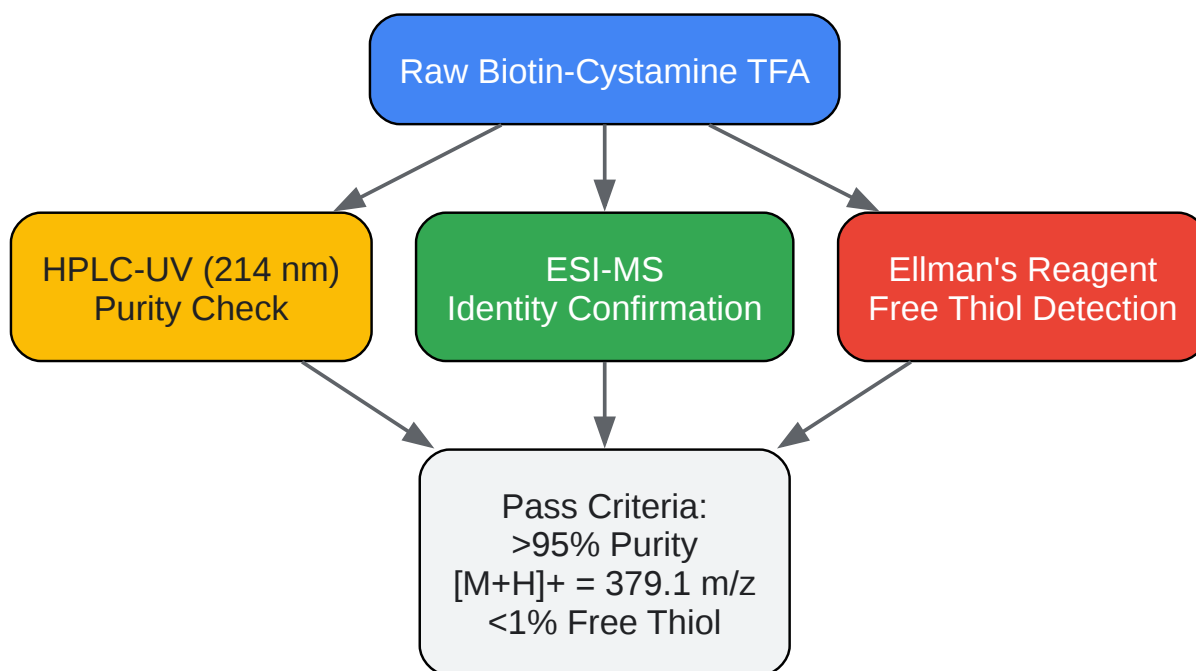 Raw Biotin-Cystamine TFA
HPLC-UV (214 nm)
Purity Check
ESI-MS
Identity Confirmation
Ellman's Reagent
Free Thiol Detection
Pass Criteria:
>95% Purity
[M+H]+ = 379.1 m/z
<1% Free Thiol